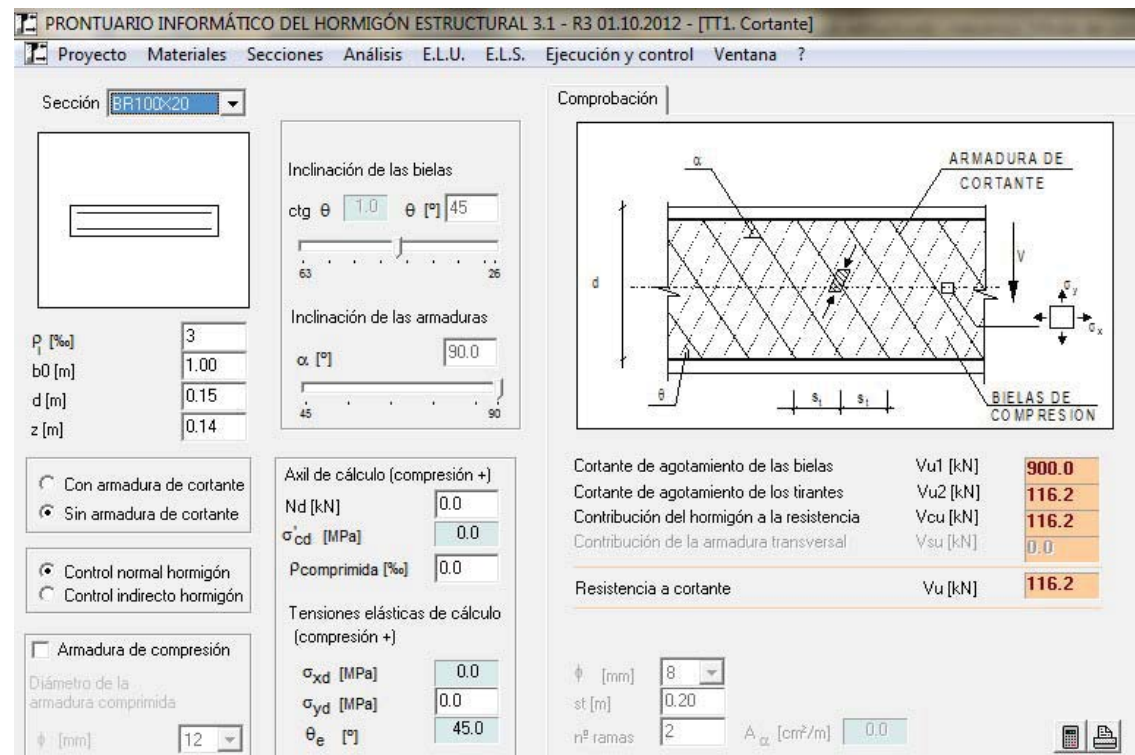 PRONTUARIO INFORMÁTICO DEL HORMIGÓN ESTRUCTURAL 3.1 - R3 01.10.2012 - [TT1. Cortante]
Proyecto Materiales Secciones Análisis E.L.U. E.L.S. Ejecución y control Ventana ?
Sección BR100X20
ρl [‰] 3
b0 [m] 1.00
d [m] 0.15
z [m] 0.14
Con armadura de cortante
Sin armadura de cortante
Control normal hormigón
Control indirecto hormigón
Armadura de compresión
Diámetro de la
armadura comprimida
ϕ [mm] 12
Inclinación de las bielas
ctg θ 1.0 θ [º] 45
63 26
Inclinación de las armaduras
α [º] 90.0
45 90
Axil de cálculo (compresión +)
Nd [kN] 0.0
σ'cd [MPa] 0.0
ρcomprimida [‰] 0.0
Tensiones elásticas de cálculo
(compresión +)
σxd [MPa] 0.0
σyd [MPa] 0.0
θe [º] 45.0
Comprobación
α
ARMADURA DE
CORTANTE
d
V
σy
σx
θ
st st
BIELAS DE
COMPRESION
Cortante de agotamiento de las bielas Vu1 [kN] 900.0
Cortante de agotamiento de los tirantes Vu2 [kN] 116.2
Contribución del hormigón a la resistencia Vcu [kN] 116.2
Contribución de la armadura transversal Vsu [kN] 0.0
Resistencia a cortante Vu [kN] 116.2
ϕ [mm] 8
st [m] 0.20
nº ramas 2 Aα [cm²/m] 0.0